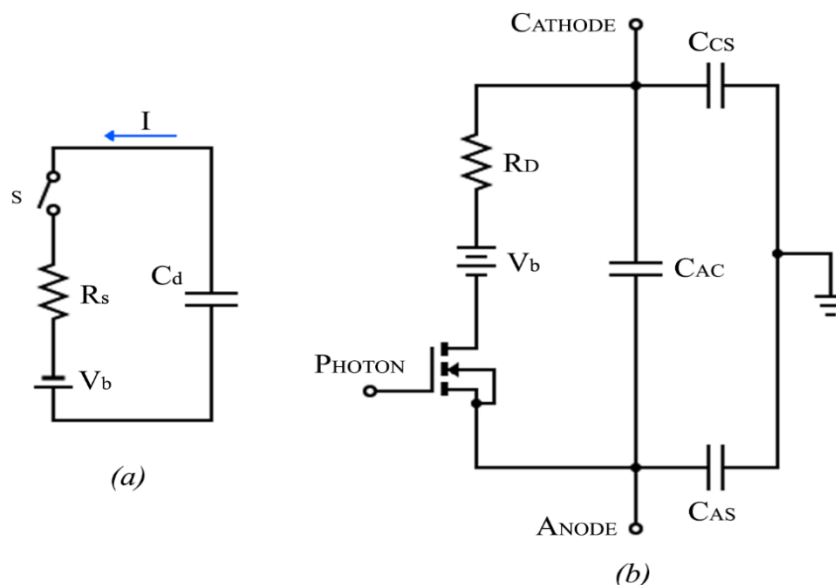 I
S
Rs
Cd
Vb
(a)
CATHODE
CCS
RD
Vb
CAC
PHOTON
CAS
ANODE
(b)